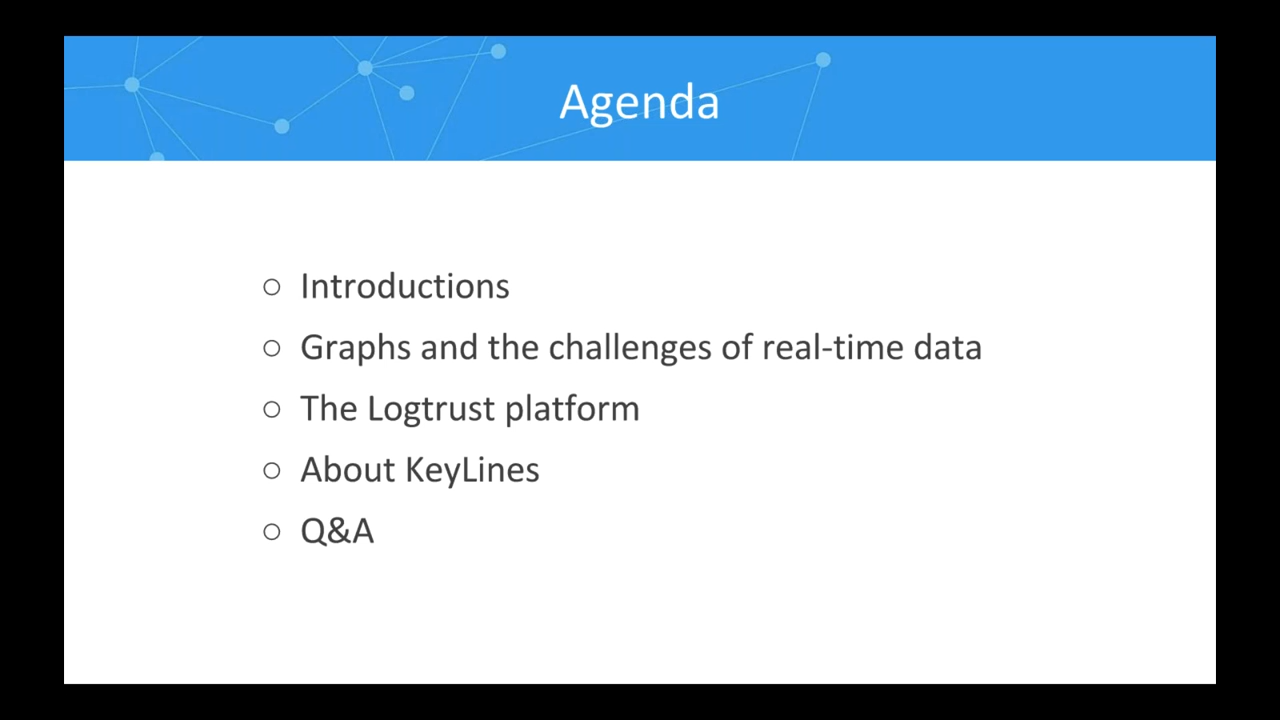 Agenda
Introductions
Graphs and the challenges of real-time data
The Logtrust platform
About KeyLines
Q&A